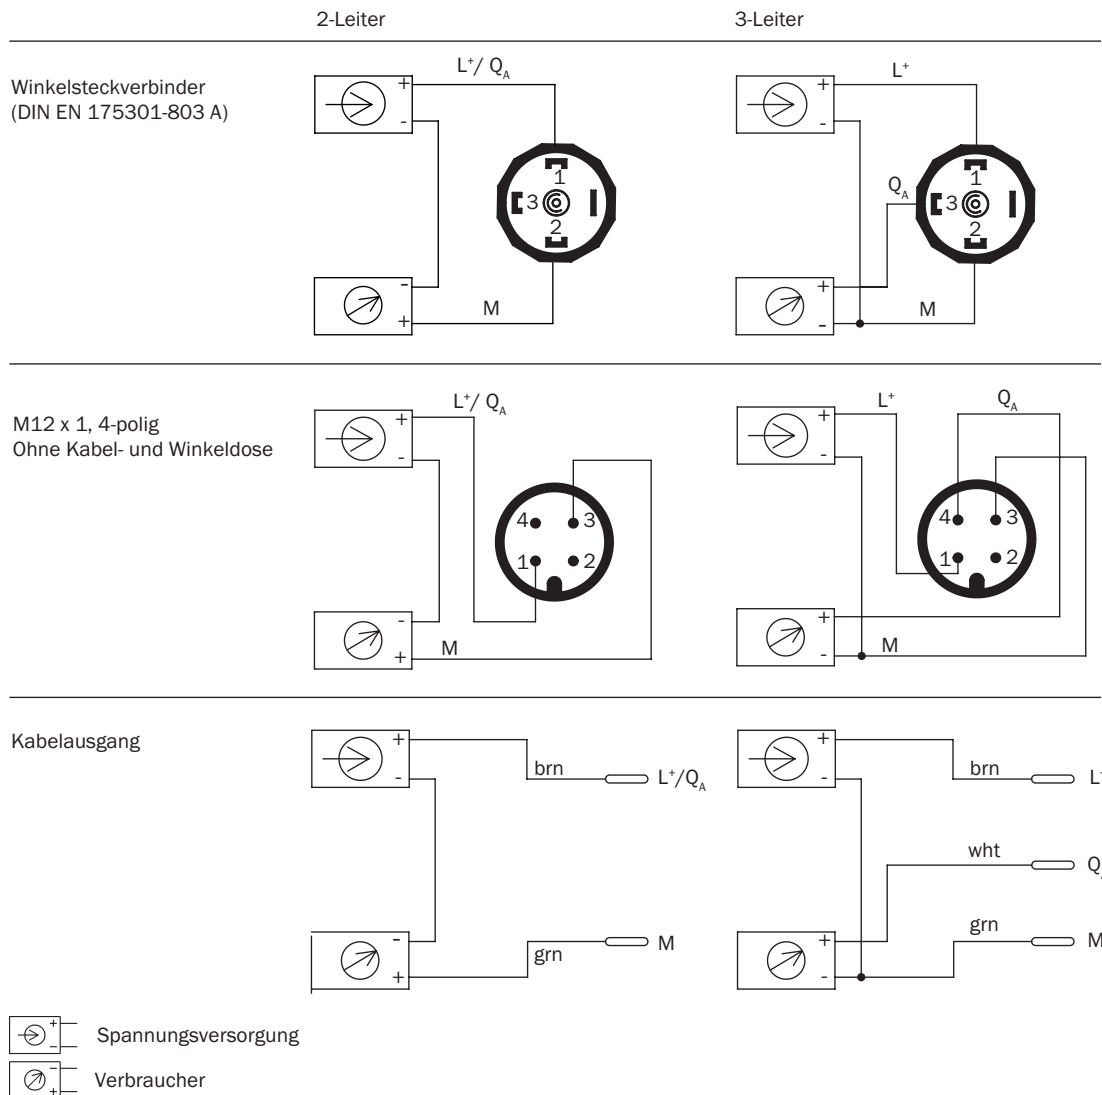 2-Leiter 3-Leiter
Winkelsteckverbinder
(DIN EN 175301-803 A)
L+/ QA
+
-
1
3
2
-
+
M
L+
+
-
QA
1
3
2
+
-
M
M12 x 1, 4-polig
Ohne Kabel- und Winkeldose
L+/ QA
+
-
4 3
1 2
-
+
M
L+ QA
+
-
4 3
1 2
+
-
M
Kabelausgang
+
-
brn L+/QA
-
+
grn M
+
-
brn
wht
grn M
+
-
+
-
Spannungsversorgung
-
+
Verbraucher